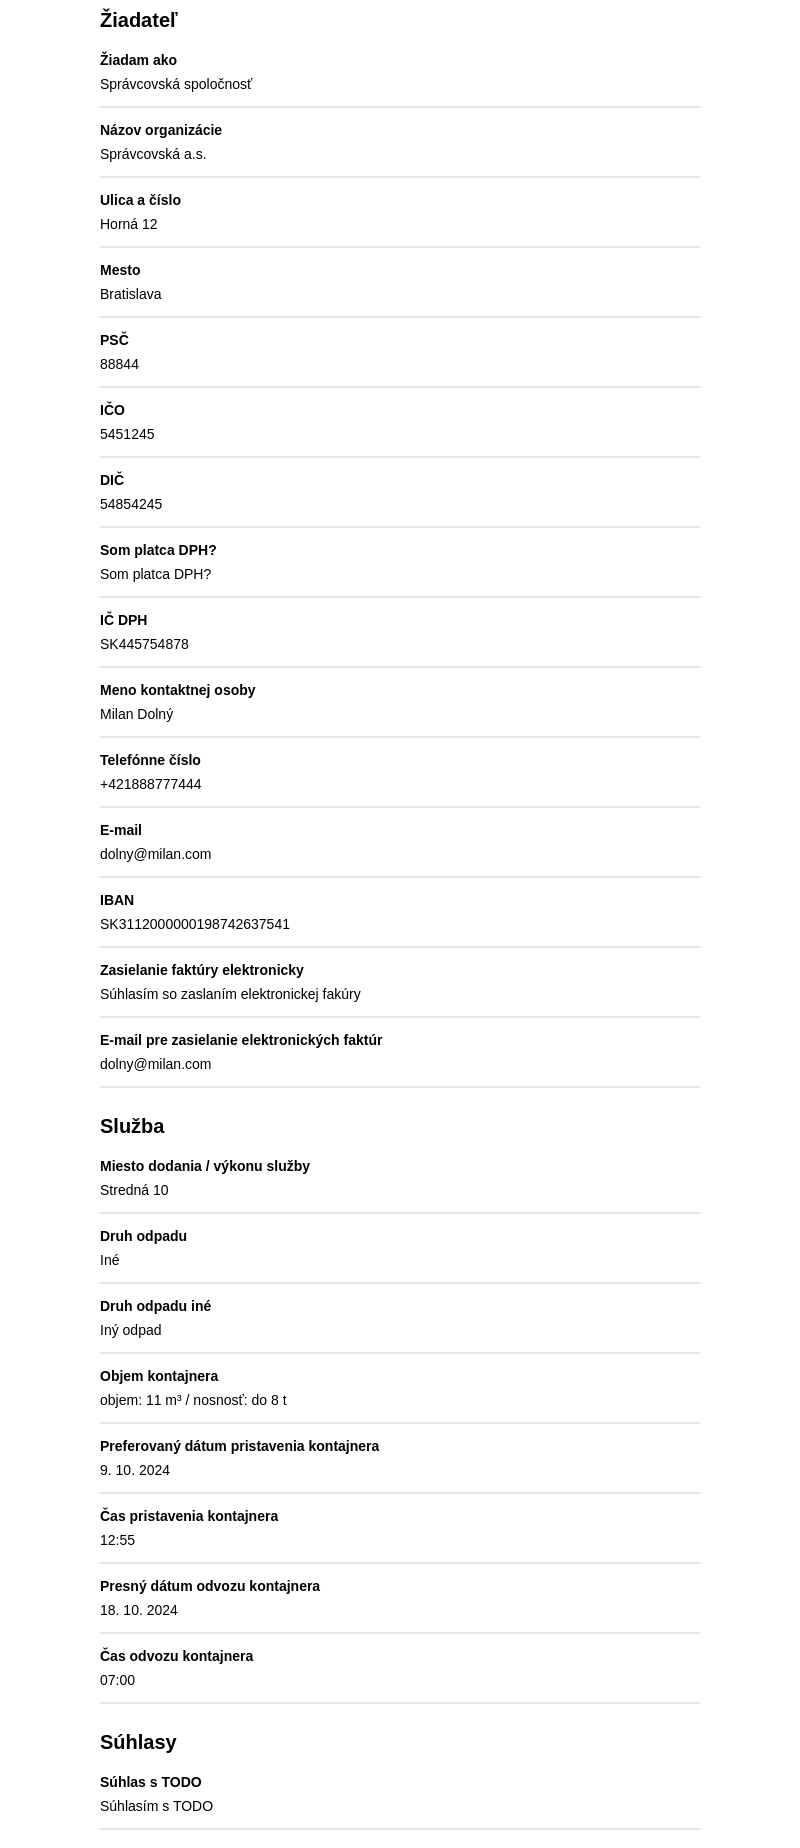 Žiadateľ
Žiadam ako
Správcovská spoločnosť
Názov organizácie
Správcovská a.s.
Ulica a číslo
Horná 12
Mesto
Bratislava
PSČ
88844
IČO
5451245
DIČ
54854245
Som platca DPH?
Som platca DPH?
IČ DPH
SK445754878
Meno kontaktnej osoby
Milan Dolný
Telefónne číslo
+421888777444
E-mail
dolny@milan.com
IBAN
SK3112000000198742637541
Zasielanie faktúry elektronicky
Súhlasím so zaslaním elektronickej fakúry
E-mail pre zasielanie elektronických faktúr
dolny@milan.com
Služba
Miesto dodania / výkonu služby
Stredná 10
Druh odpadu
Iné
Druh odpadu iné
Iný odpad
Objem kontajnera
objem: 11 m³ / nosnosť: do 8 t
Preferovaný dátum pristavenia kontajnera
9. 10. 2024
Čas pristavenia kontajnera
12:55
Presný dátum odvozu kontajnera
18. 10. 2024
Čas odvozu kontajnera
07:00
Súhlasy
Súhlas s TODO
Súhlasím s TODO